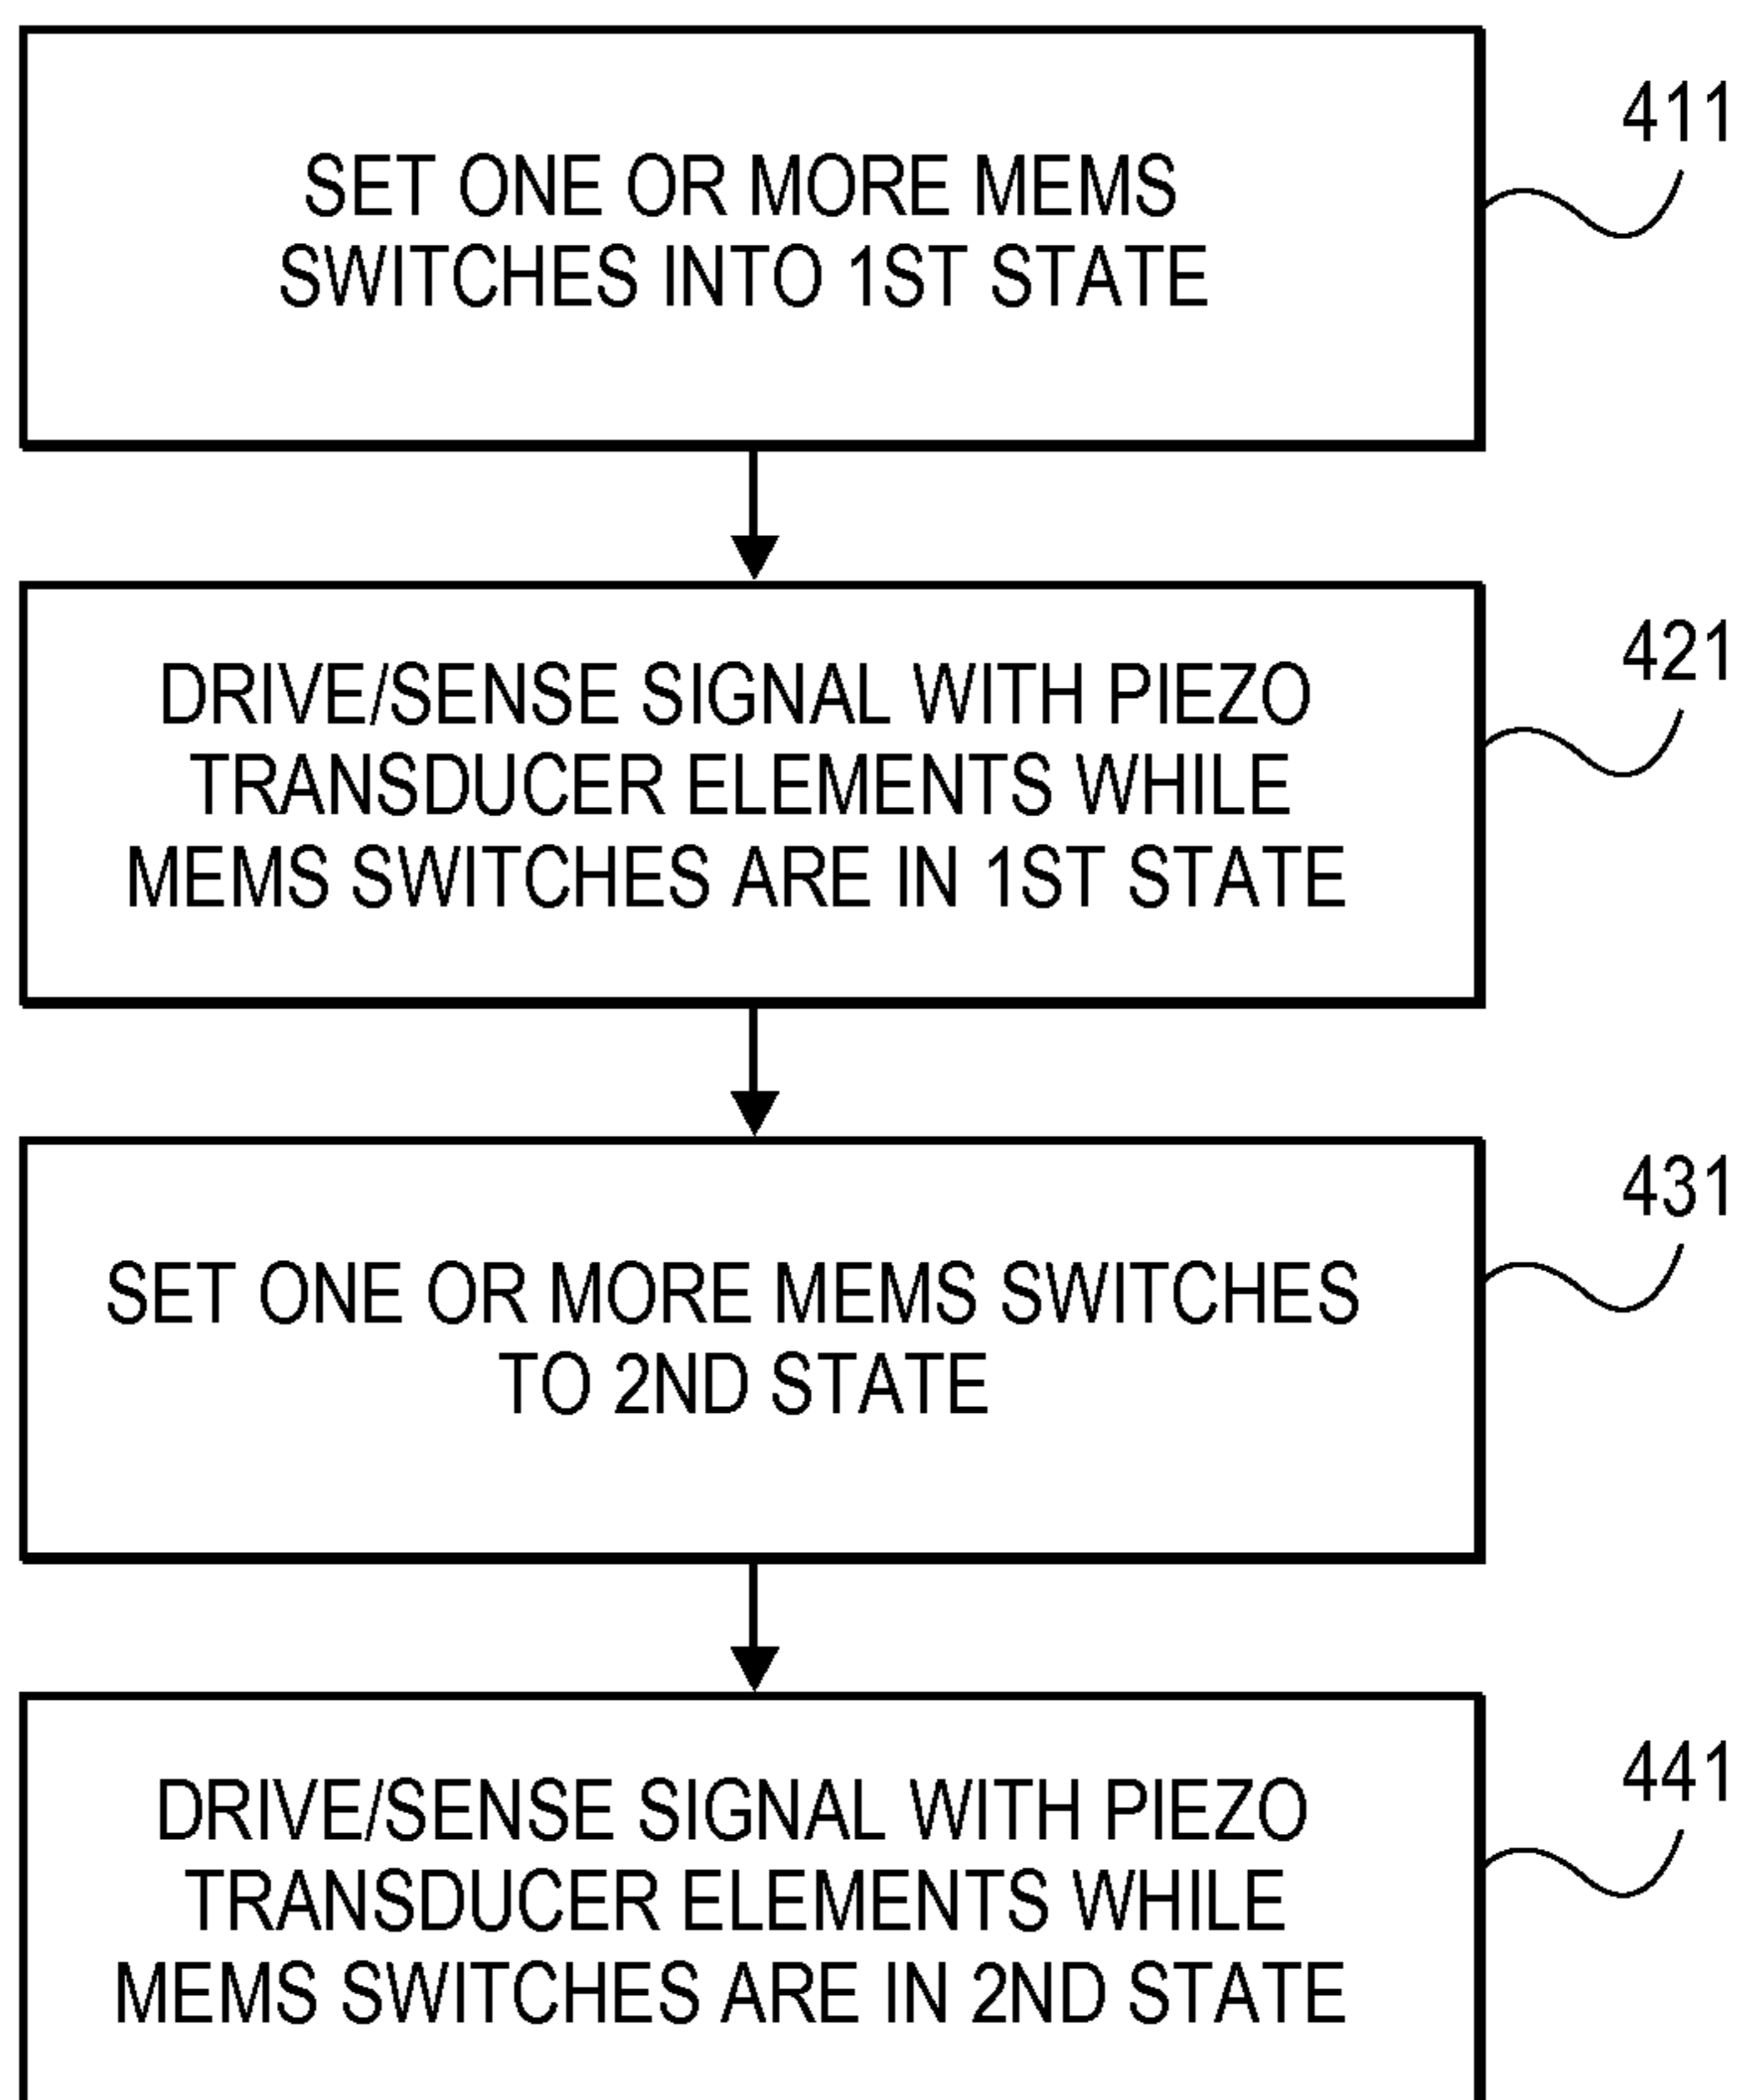 SET ONE OR MORE MEMS
SWITCHES INTO 1ST STATE
411
DRIVE/SENSE SIGNAL WITH PIEZO
TRANSDUCER ELEMENTS WHILE
MEMS SWITCHES ARE IN 1ST STATE
421
SET ONE OR MORE MEMS SWITCHES
TO 2ND STATE
431
DRIVE/SENSE SIGNAL WITH PIEZO
TRANSDUCER ELEMENTS WHILE
MEMS SWITCHES ARE IN 2ND STATE
441